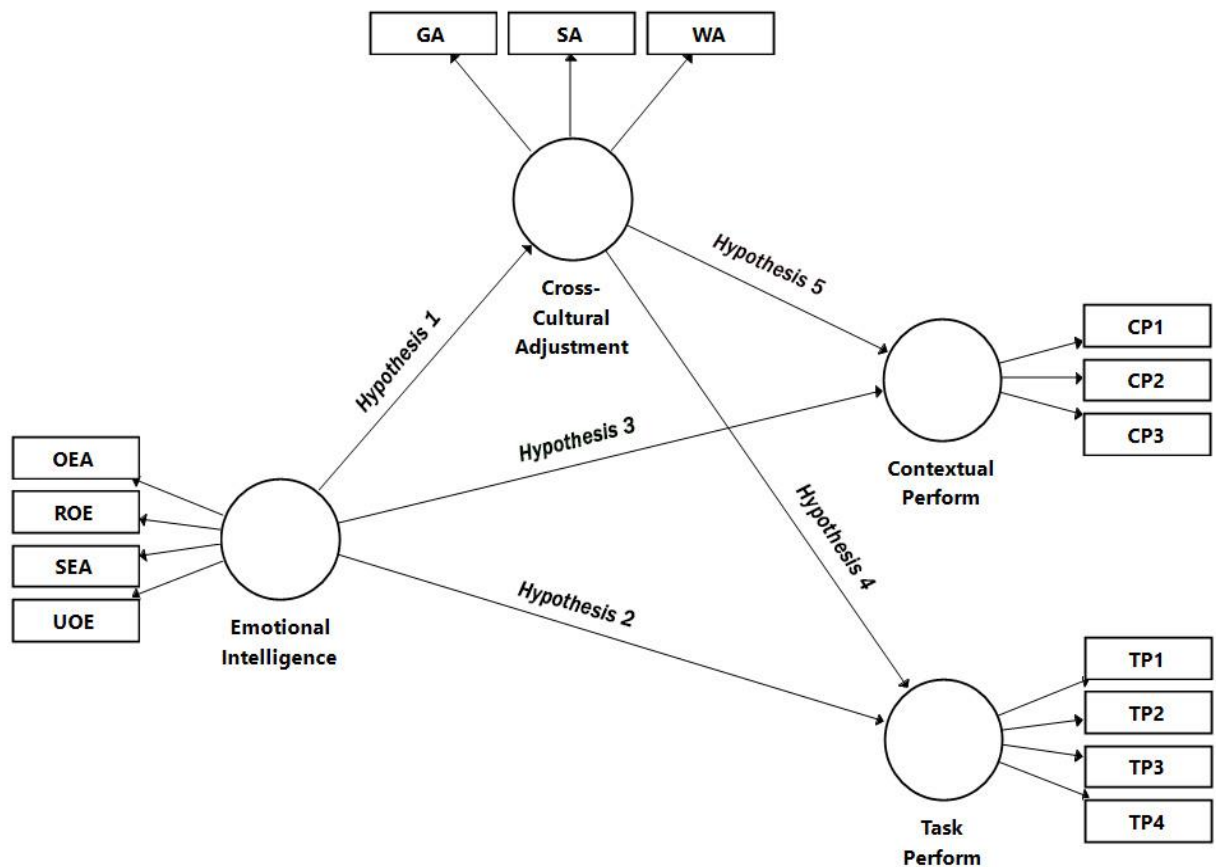 GA
SA
WA
Cross-
Cultural
Adjustment
Hypothesis 1
Hypothesis 5
Hypothesis 3
Hypothesis 4
Hypothesis 2
CP1
CP2
CP3
Contextual
Perform
OEA
ROE
SEA
UOE
Emotional
Intelligence
TP1
TP2
TP3
TP4
Task
Perform